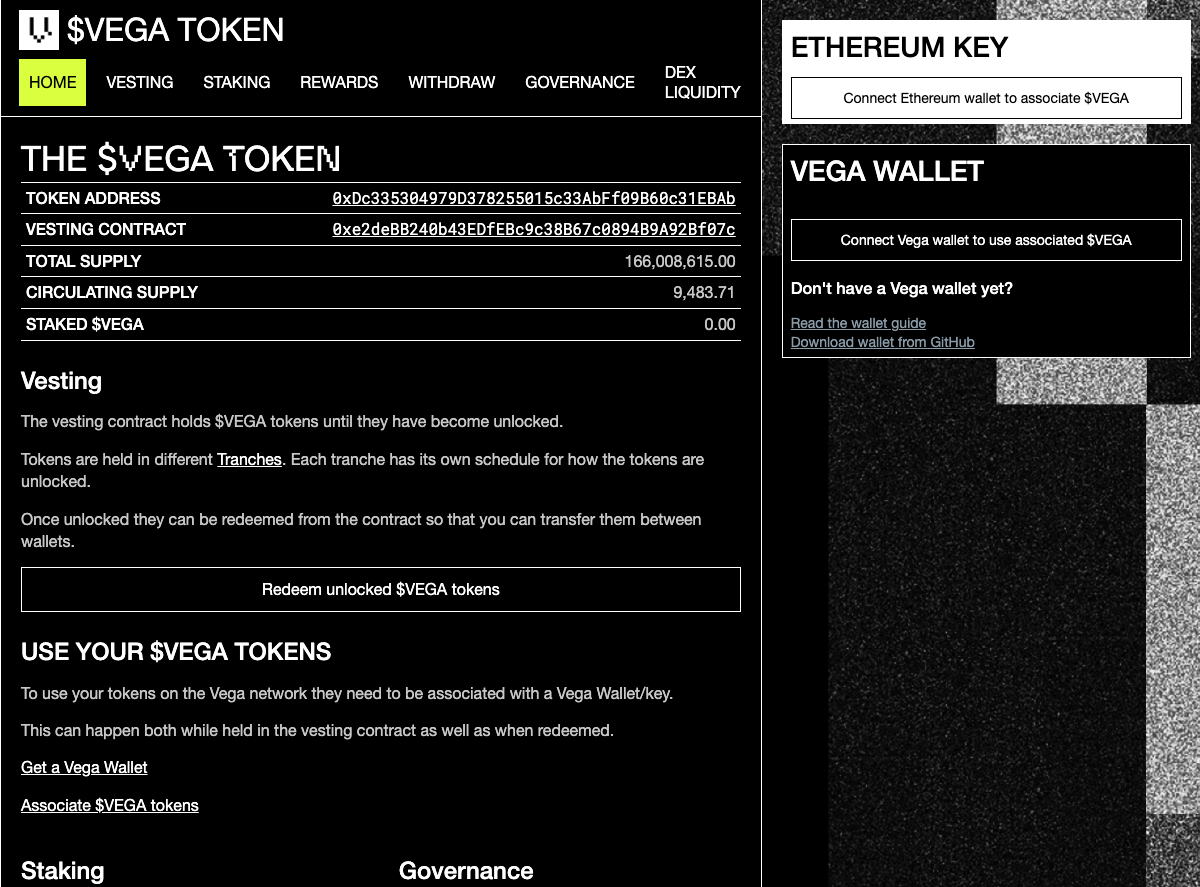 $VEGA TOKEN
HOME VESTING STAKING REWARDS WITHDRAW GOVERNANCE DEX
LIQUIDITY
THE $VEGA TOKEN
TOKEN ADDRESS 0xDc335304979D378255015c33AbFf09B60c31EBAb
VESTING CONTRACT 0xe2deBB240b43EDfEBc9c38B67c0894B9A92Bf07c
TOTAL SUPPLY 166,008,615.00
CIRCULATING SUPPLY 9,483.71
STAKED $VEGA 0.00
Vesting
The vesting contract holds $VEGA tokens until they have become unlocked.
Tokens are held in different Tranches. Each tranche has its own schedule for how the tokens are
unlocked.
Once unlocked they can be redeemed from the contract so that you can transfer them between
wallets.
Redeem unlocked $VEGA tokens
USE YOUR $VEGA TOKENS
To use your tokens on the Vega network they need to be associated with a Vega Wallet/key.
This can happen both while held in the vesting contract as well as when redeemed.
Get a Vega Wallet
Associate $VEGA tokens
Staking Governance
ETHEREUM KEY
Connect Ethereum wallet to associate $VEGA
VEGA WALLET
Connect Vega wallet to use associated $VEGA
Don't have a Vega wallet yet?
Read the wallet guide
Download wallet from GitHub